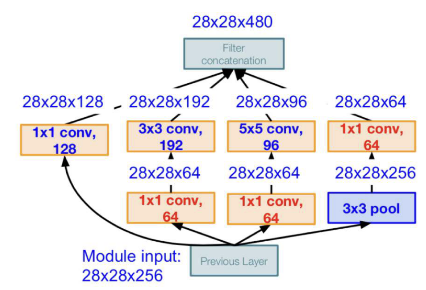 28x28x480
Filter
concatenation
28x28x128
28x28x192
28x28x96
28x28x64
1x1 conv,
128
3x3 conv,
192
5x5 conv,
96
1x1 conv,
64
28x28x64
28x28x64
28x28x256
1x1 conv,
64
1x1 conv,
64
3x3 pool
Module input:
28x28x256
Previous Layer